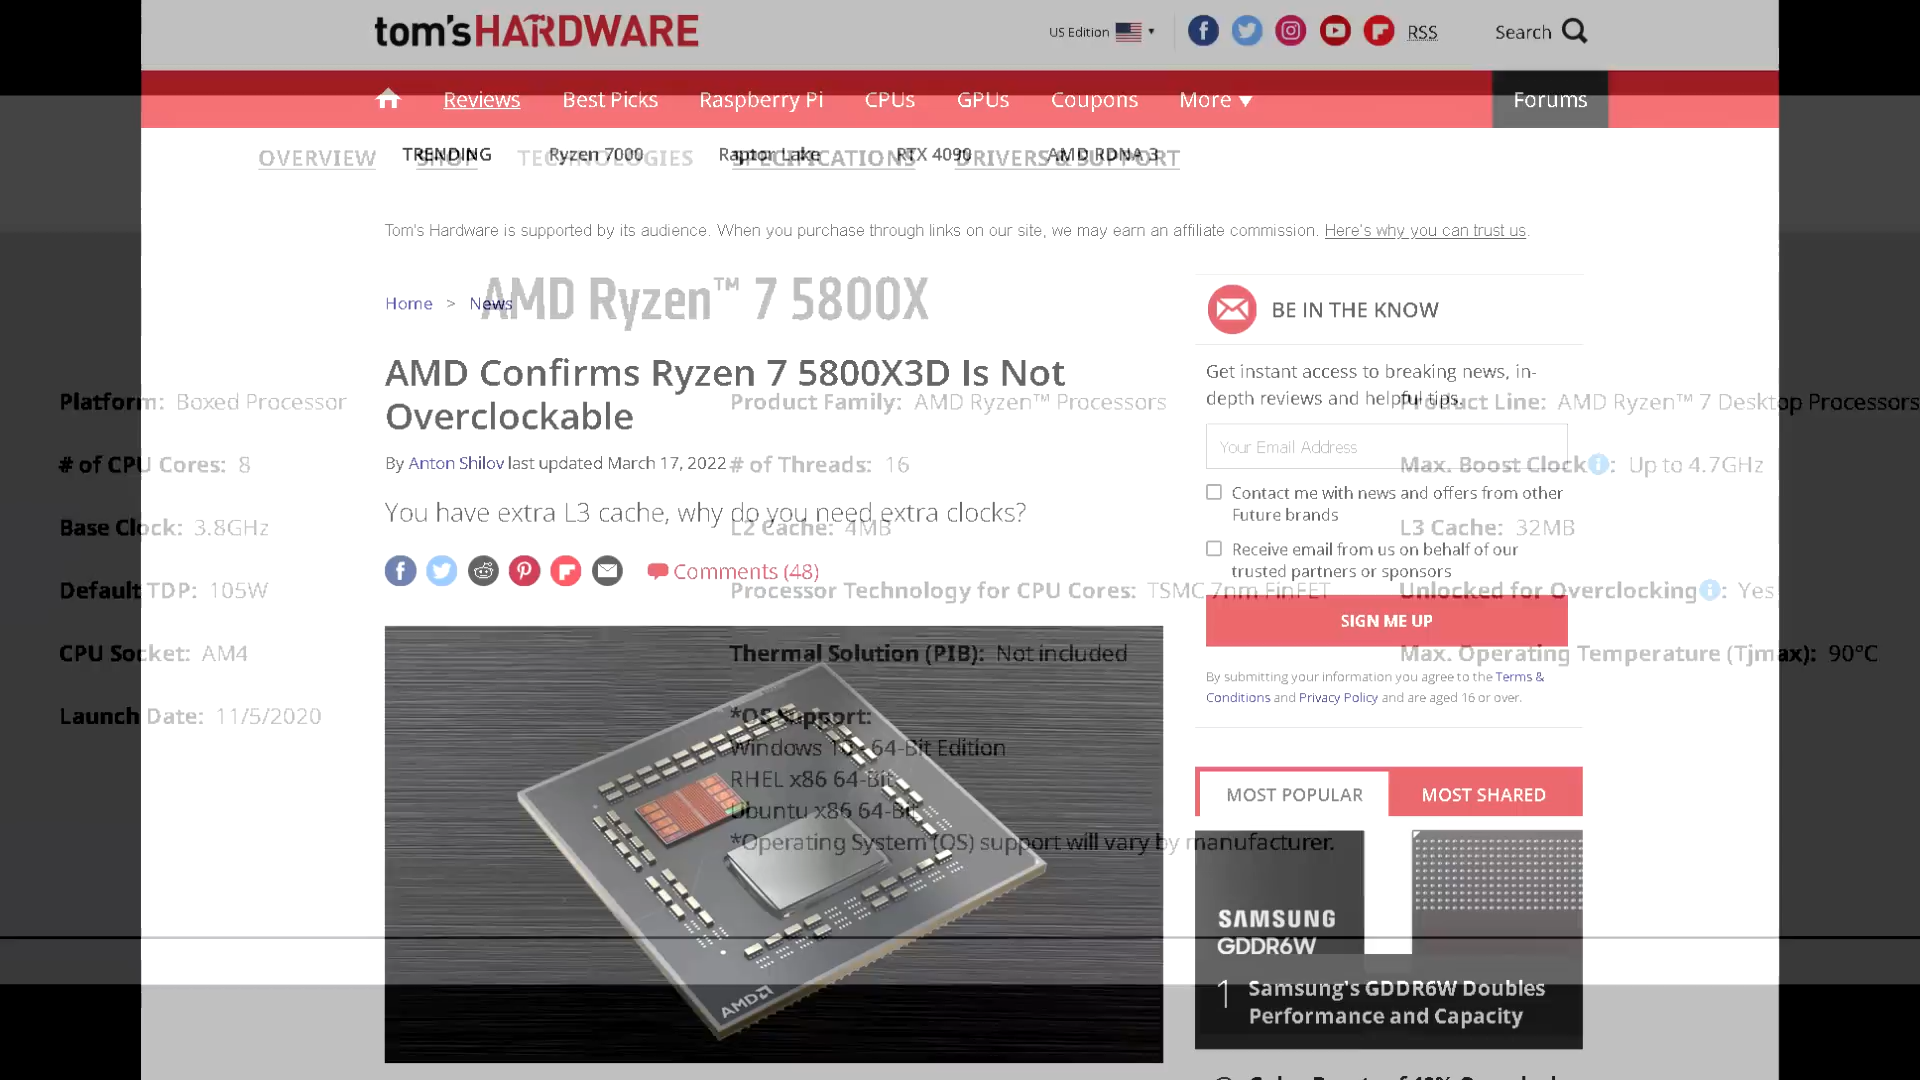 tom's HARDWARE
US Edition
RSS
Search
Reviews
Best Picks
Raspberry Pi
CPUs
GPUs
Coupons
More
Forums
TRENDING
Ryzen 7000
Raptor Lake
RTX 4090
AMD RDNA 3
OVERVIEW
SHOP
TECHNOLOGIES
SPECIFICATIONS
DRIVERS & SUPPORT
Tom's Hardware is supported by its audience. When you purchase through links on our site, we may earn an affiliate commission. Here's why you can trust us.
Home > News
AMD Ryzen™ 7 5800X
AMD Confirms Ryzen 7 5800X3D Is Not
Overclockable
By Anton Shilov last updated March 17, 2022
You have extra L3 cache, why do you need extra clocks?
Comments (48)
BE IN THE KNOW
Get instant access to breaking news, in-
depth reviews and helpful tips.
Your Email Address
Contact me with news and offers from other
Future brands
Receive email from us on behalf of our
trusted partners or sponsors
SIGN ME UP
By submitting your information you agree to the Terms &
Conditions and Privacy Policy and are aged 16 or over.
Platform: Boxed Processor
Product Family: AMD Ryzen™ Processors
Product Line: AMD Ryzen™ 7 Desktop Processors
# of CPU Cores: 8
# of Threads: 16
Max. Boost Clock: Up to 4.7GHz
Base Clock: 3.8GHz
L2 Cache: 4MB
L3 Cache: 32MB
Default TDP: 105W
Processor Technology for CPU Cores: TSMC 7nm FinFET
Unlocked for Overclocking: Yes
CPU Socket: AM4
Thermal Solution (PIB): Not included
Max. Operating Temperature (Tjmax): 90°C
Launch Date: 11/5/2020
*OS Support:
Windows 10 - 64-Bit Edition
RHEL x86 64-Bit
Ubuntu x86 64-Bit
*Operating System (OS) support will vary by manufacturer.
AMD
MOST POPULAR
MOST SHARED
SAMSUNG
GDDR6W
1 Samsung's GDDR6W Doubles
Performance and Capacity